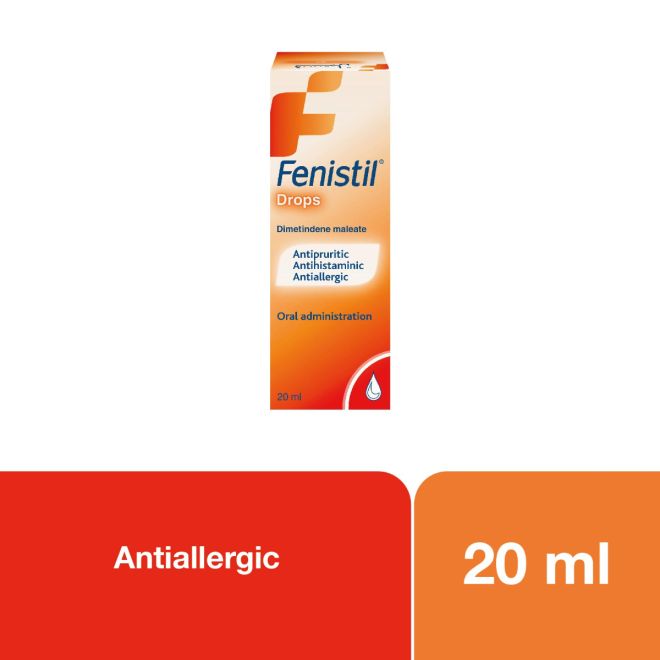 Fenistil®
Drops
Dimetindene maleate
Antipruritic
Antihistaminic
Antiallergic
Oral administration
20 ml
Antiallergic
20 ml